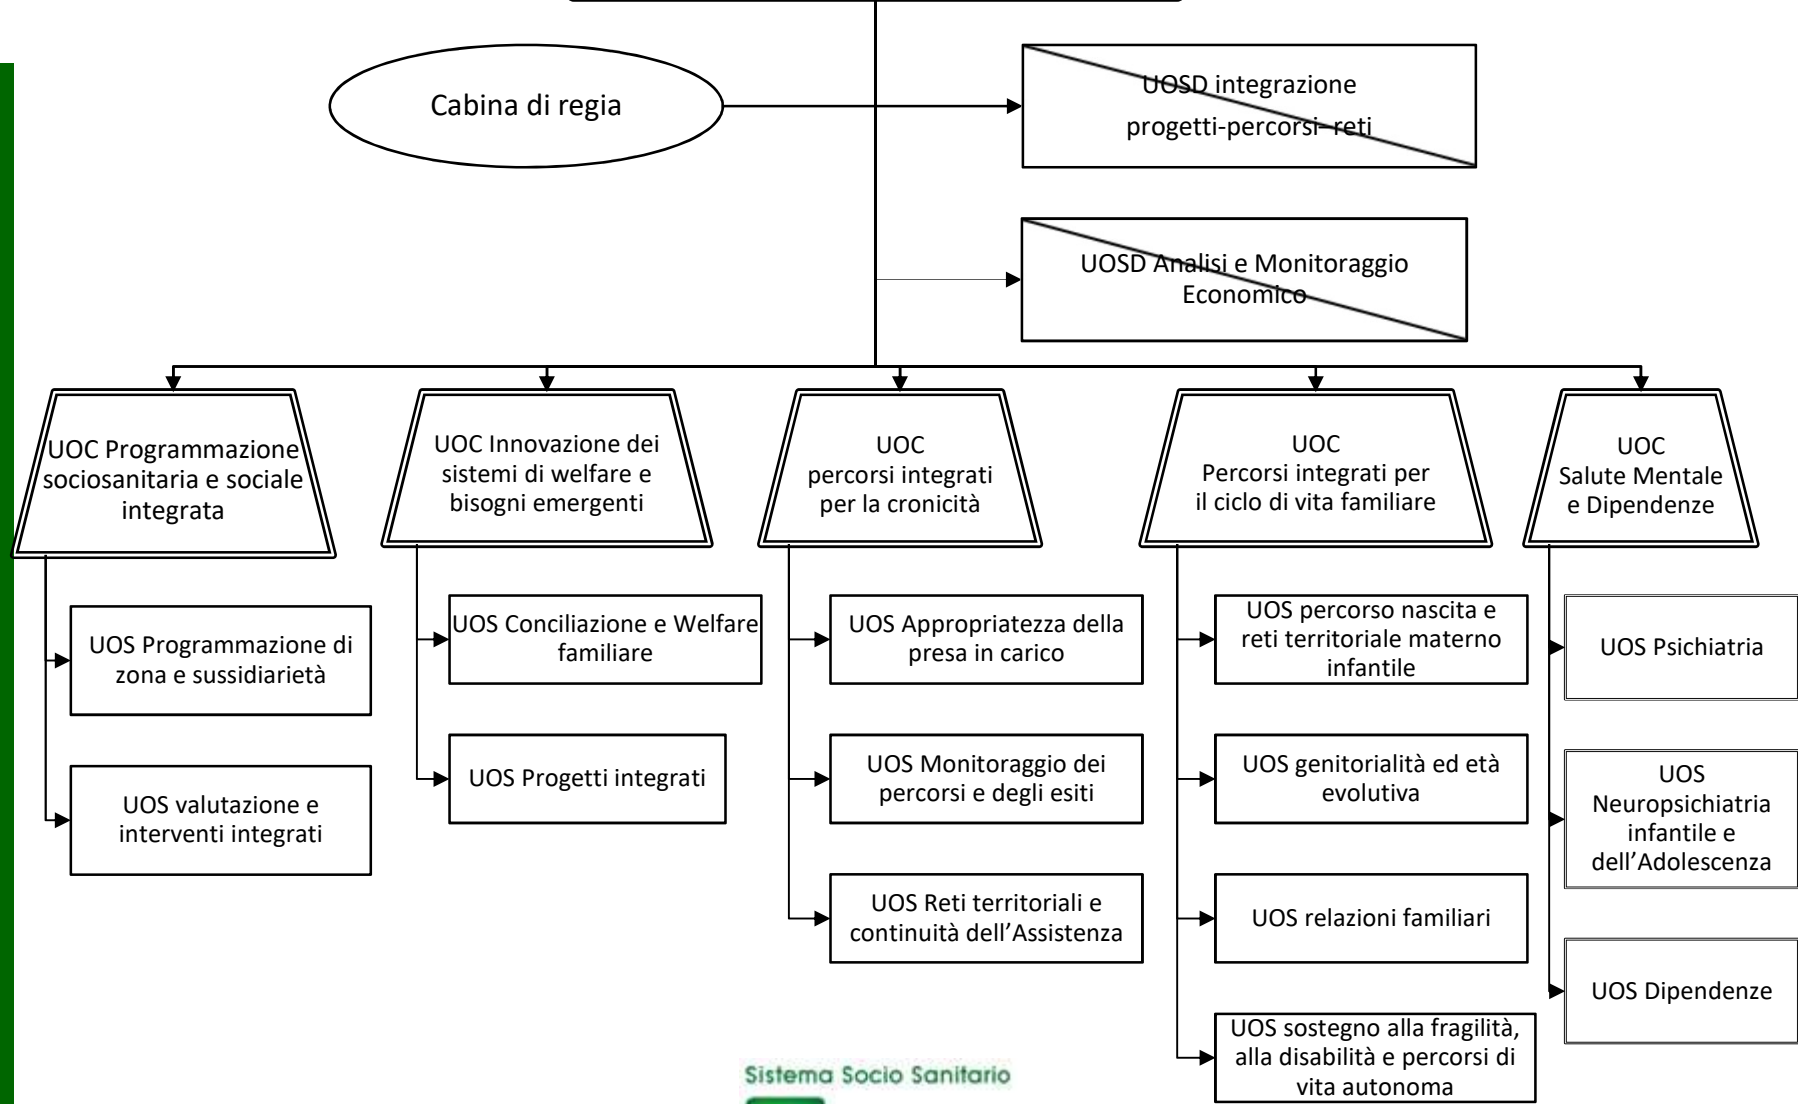 Cabina di regia
UOSD integrazione
progetti-percorsi–reti
UOSD Analisi e Monitoraggio
Economico
UOC Programmazione
sociosanitaria e sociale
integrata
UOC Innovazione dei
sistemi di welfare e
bisogni emergenti
UOC
percorsi integrati
per la cronicità
UOC
Percorsi integrati per
il ciclo di vita familiare
UOC
Salute Mentale
e Dipendenze
UOS Programmazione di
zona e sussidiarietà
UOS valutazione e
interventi integrati
UOS Conciliazione e Welfare
familiare
UOS Progetti integrati
UOS Appropriatezza della
presa in carico
UOS Monitoraggio dei
percorsi e degli esiti
UOS Reti territoriali e
continuità dell’Assistenza
UOS percorso nascita e
reti territoriale materno
infantile
UOS genitorialità ed età
evolutiva
UOS relazioni familiari
UOS sostegno alla fragilità,
alla disabilità e percorsi di
vita autonoma
UOS Psichiatria
UOS
Neuropsichiatria
infantile e
dell’Adolescenza
UOS Dipendenze
Sistema Socio Sanitario